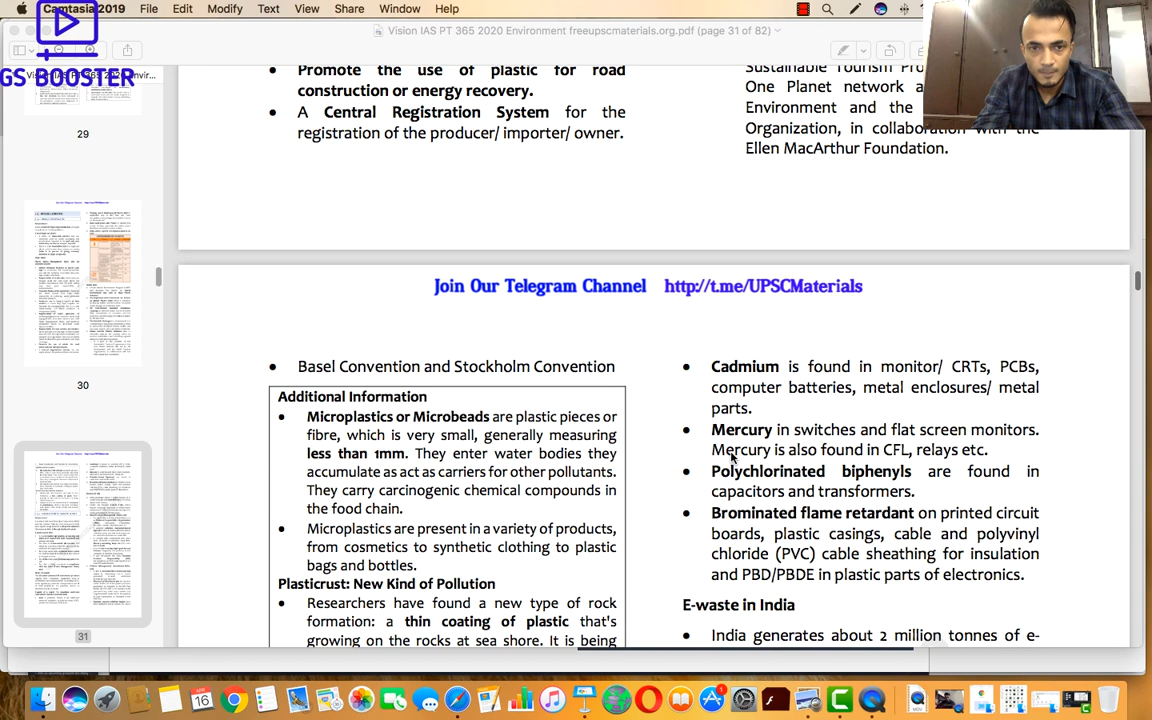 Camtasia 2019 File Edit Modify Text View Share Window Help
Vision IAS PT 365 2020 Environment freeupscmaterials.org.pdf (page 31 of 82)
GS BOOSTER
Vision IAS PT 365 2020 Envir...
29
30
31
Promote the use of plastic for road
construction or energy recovery.
• A Central Registration System for the
registration of the producer/ importer/ owner.
Sustainable Tourism Pro
One Planet network a
Environment and the
Organization, in collaboration with the
Ellen MacArthur Foundation.
Join Our Telegram Channel http://t.me/UPSCMaterials
• Basel Convention and Stockholm Convention
Additional Information
• Microplastics or Microbeads are plastic pieces or
fibre, which is very small, generally measuring
less than 1mm. They enter water bodies they
accumulate as act as carriers for other pollutants.
They carry carcinogenic chemical compounds in
the food chain.
• Microplastics are present in a variety of products,
from cosmetics to synthetic clothing to plastic
bags and bottles.
Plasticrust: New Kind of Pollution
• Researchers have found a new type of rock
formation: a thin coating of plastic that's
growing on the rocks at sea shore. It is being
• Cadmium is found in monitor/ CRTs, PCBs,
computer batteries, metal enclosures/ metal
parts.
• Mercury in switches and flat screen monitors.
Mercury is also found in CFL, relays etc.
• Polychlorinated biphenyls are found in
capacitors and transformers.
• Brominated flame retardant on printed circuit
boards, plastic casings, cable and polyvinyl
chloride (PVC) cable sheathing for insulation
and PBD/PBDE in plastic parts of electronics.
E-waste in India
• India generates about 2 million tonnes of e-
APR
16